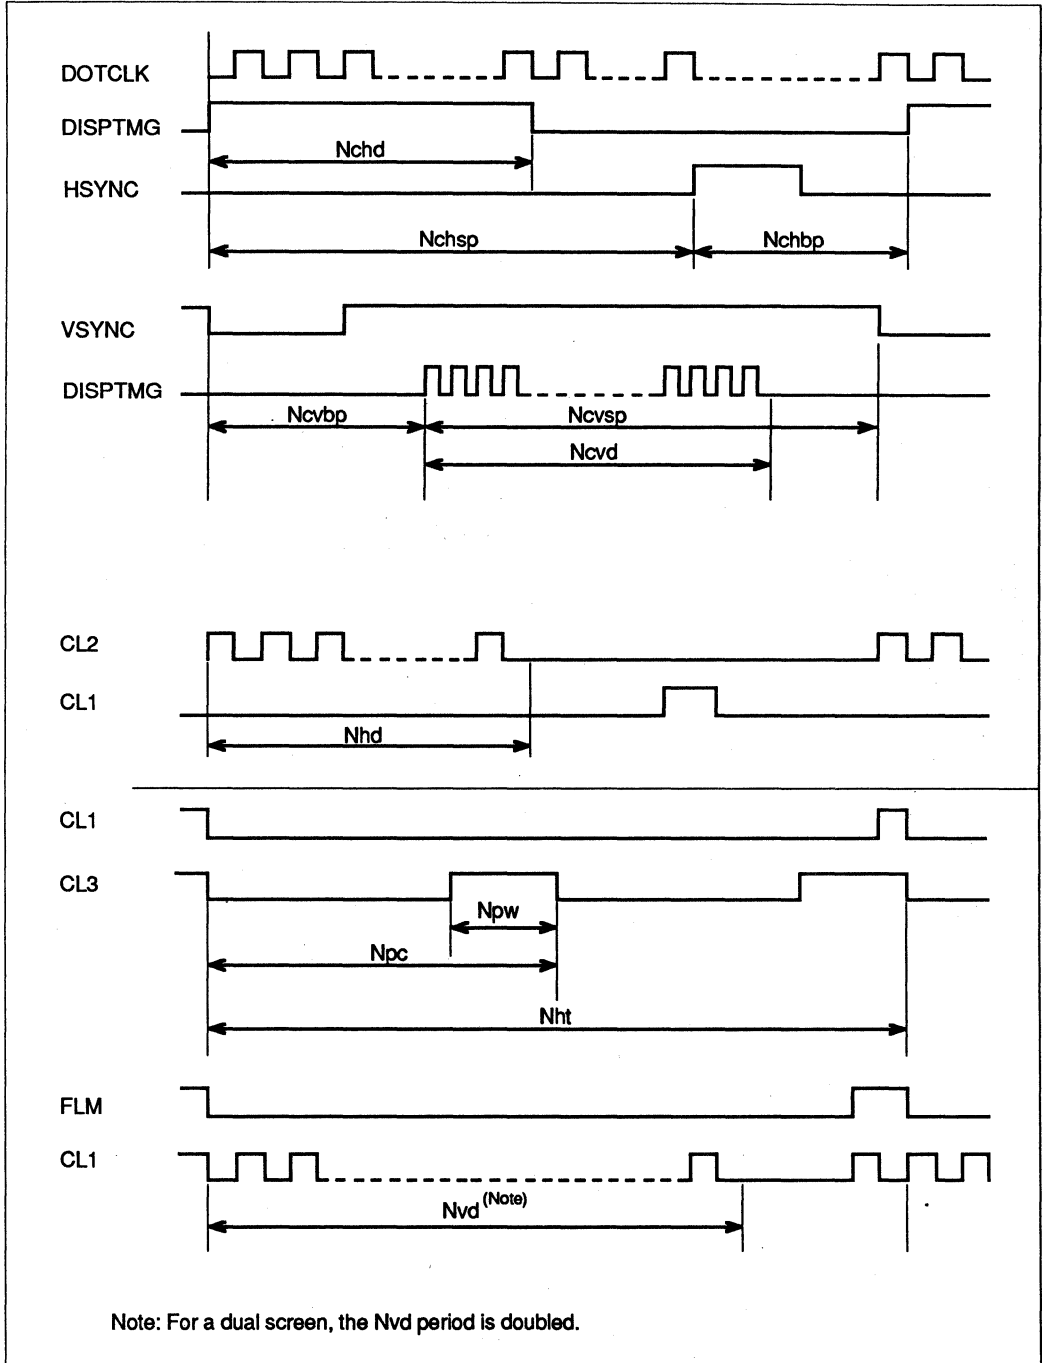 DOTCLK
DISPTMG
Nchd
HSYNC
Nchsp
Nchbp
VSYNC
DISPTMG
Ncvbp
Ncvsp
Ncvd
CL2
CL1
Nhd
CL1
CL3
Npw
Npc
Nht
FLM
CL1
Nvd (Note)
Note: For a dual screen, the Nvd period is doubled.